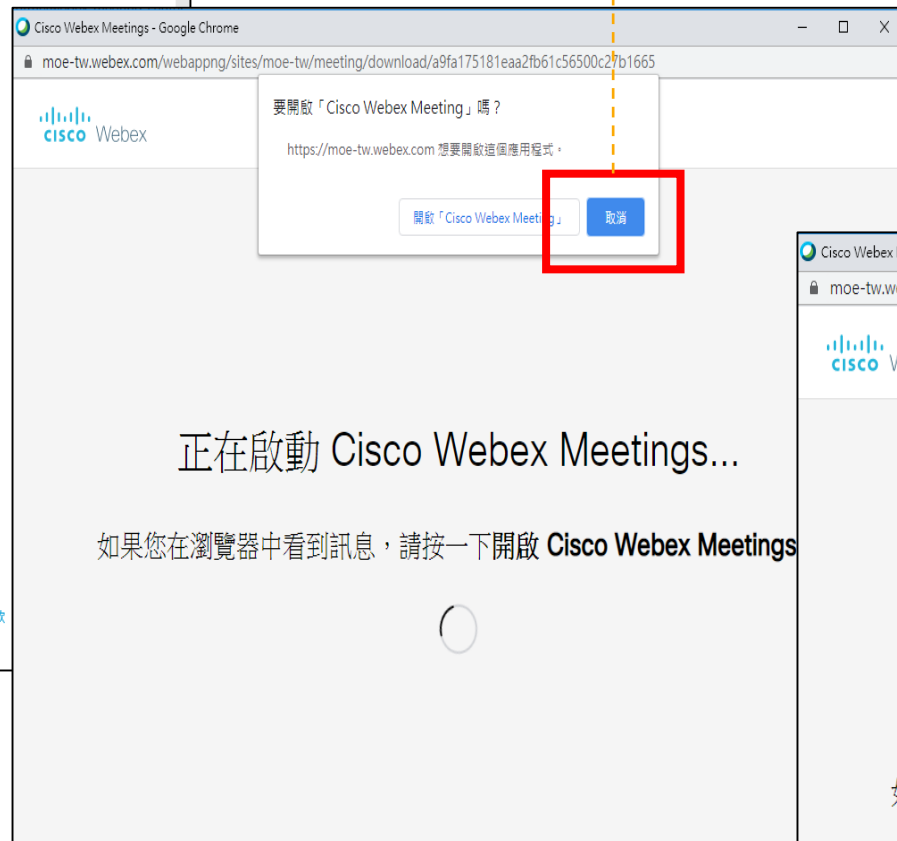 Cisco Webex Meetings - Google Chrome
moe-tw.webex.com/webappng/sites/moe-tw/meeting/download/a9fa175181eaa2fb61c56500c27b1665
cisco Webex
要開啟「Cisco Webex Meeting」嗎？
https://moe-tw.webex.com 想要開啟這個應用程式。
開啟「Cisco Webex Meeting」
取消
正在啟動 Cisco Webex Meetings...
如果您在瀏覽器中看到訊息，請按一下開啟 Cisco Webex Meetings
Cisco Webex
moe-tw.we
cisco
款